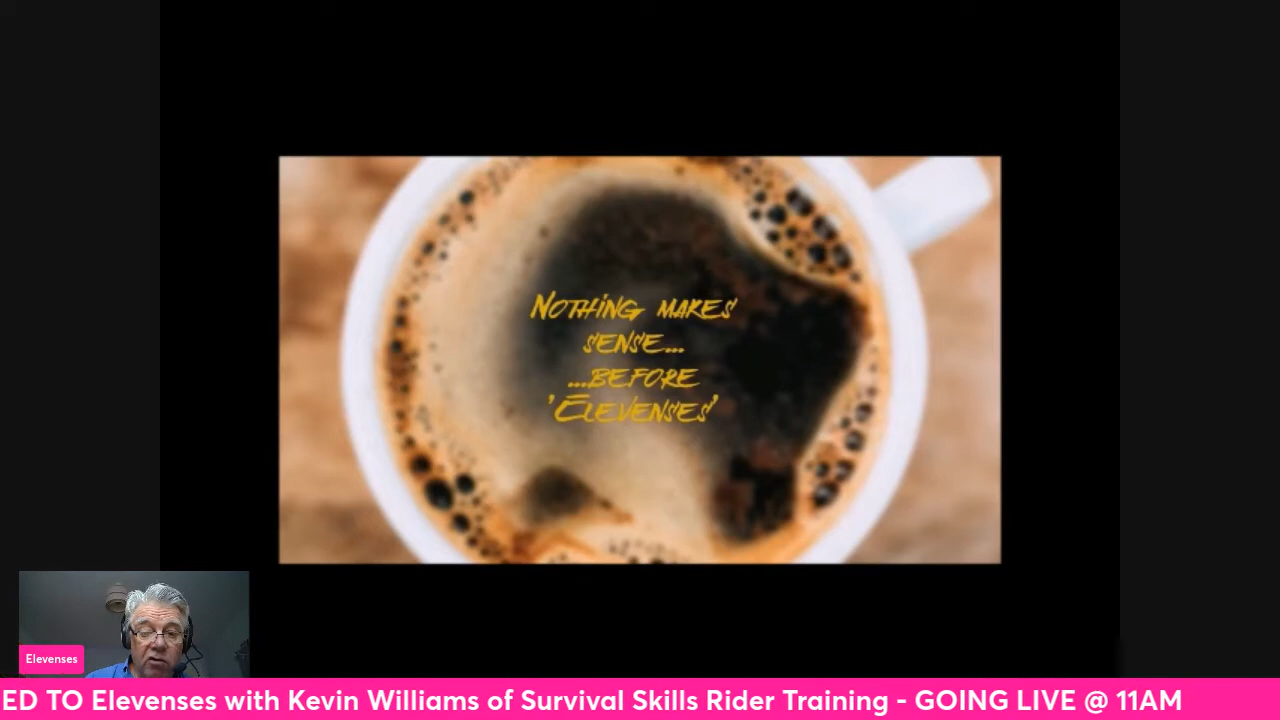 Nothing makes
sense...
...before
'Elevenses'
Elevenses
ED TO Elevenses with Kevin Williams of Survival Skills Rider Training - GOING LIVE @ 11AM